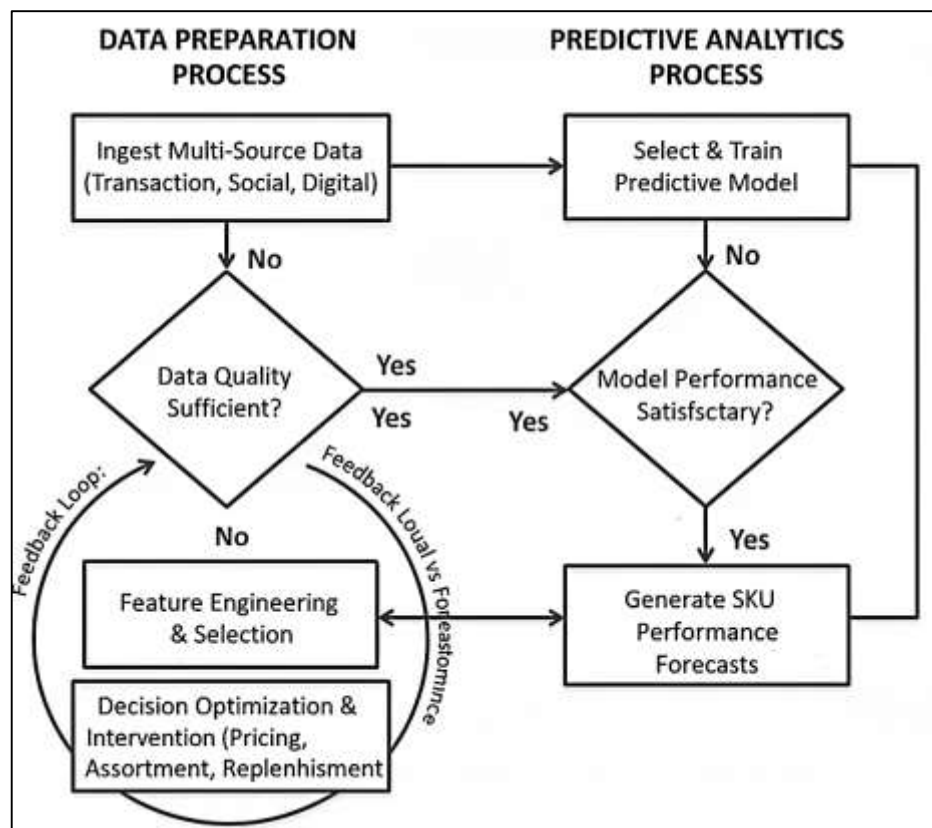 DATA PREPARATION
PROCESS
PREDICTIVE ANALYTICS
PROCESS
Ingest Multi-Source Data
(Transaction, Social, Digital)
Select & Train
Predictive Model
No
No
Data Quality
Sufficient?
Yes
Yes
Yes
Model Performance
Satisfsctary?
Feedback Loop:
Feedback Loual vs Foreastomince
No
Yes
Feature Engineering
& Selection
Generate SKU
Performance
Forecasts
Decision Optimization &
Intervention (Pricing,
Assortment, Replenhisment